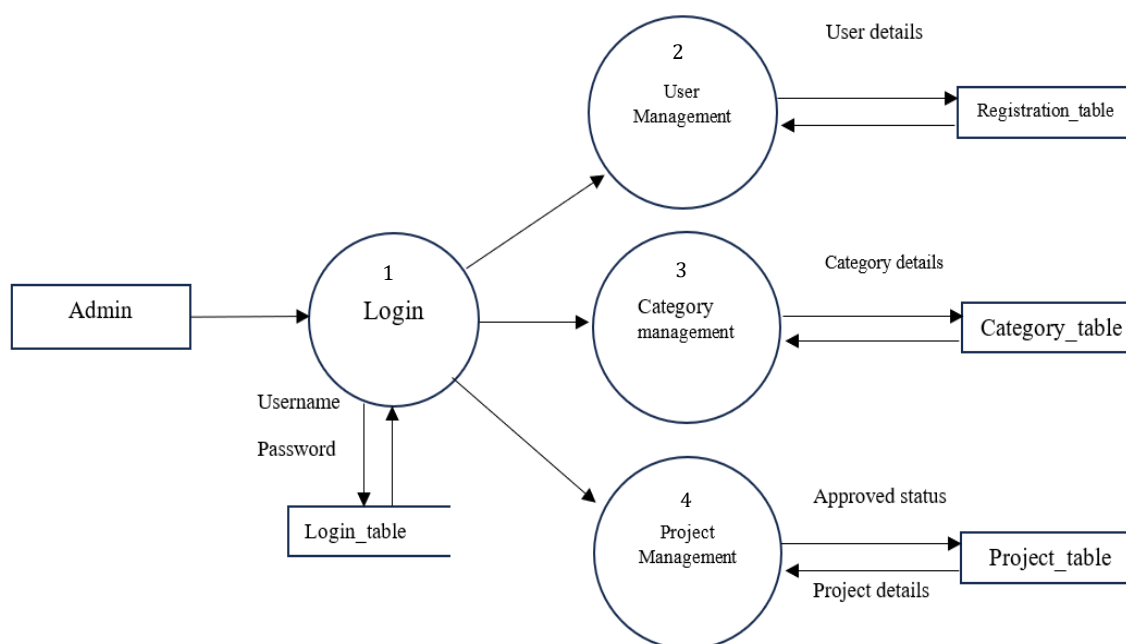 User details
2
User
Management
Registration_table
1
Login
Admin
3
Category
management
Category details
Category_table
Username
Password
Login_table
4
Project
Management
Approved status
Project_table
Project details